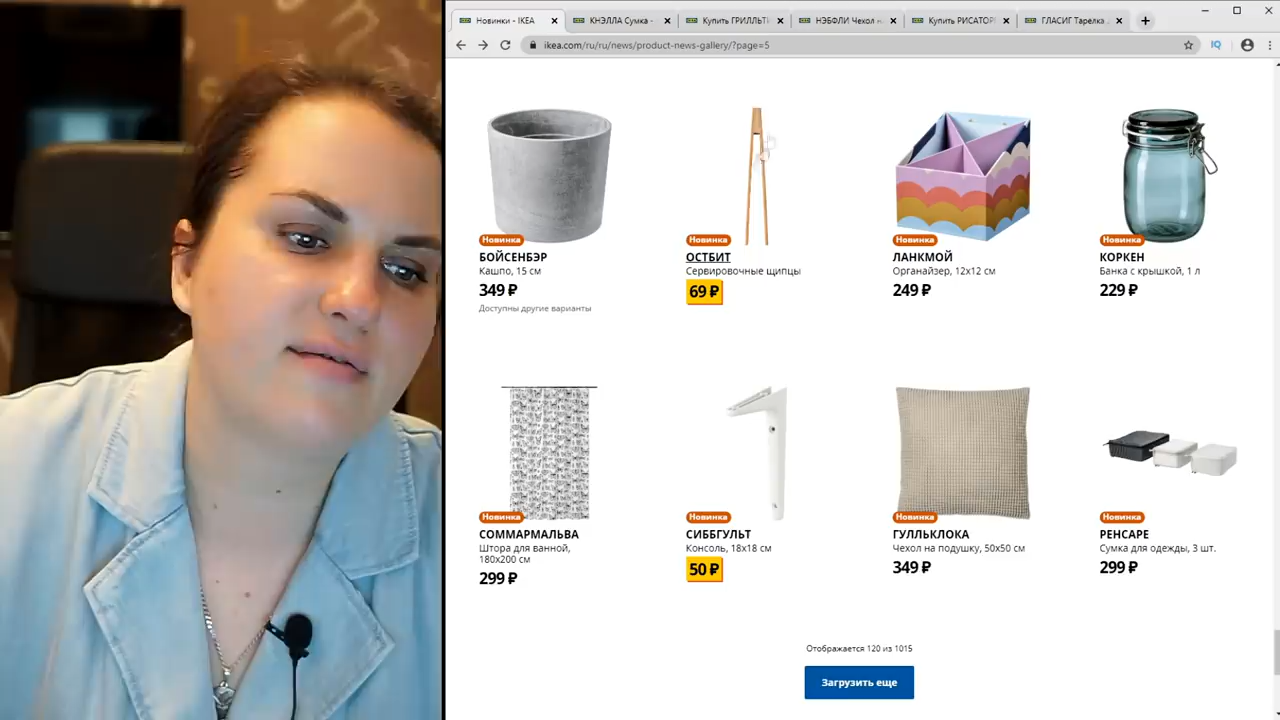 Новинки - IKEA
КНЭЛЛА Сумка -
Купить ГРИЛЛЬТИ
НЭБФЛИ Чехол н
Купить РИСАТОРГ
ГЛАСИГ Тарелка
ikea.com/ru/ru/news/product-news-gallery/?page=5
IQ
Новинка
БОЙСЕНБЭР
Кашпо, 15 см
349 ₽
Доступны другие варианты
Новинка
ОСТБИТ
Сервировочные щипцы
69 ₽
Новинка
ЛАНКМОЙ
Органайзер, 12x12 см
249 ₽
Новинка
КОРКЕН
Банка с крышкой, 1 л
229 ₽
Новинка
СОММАРМАЛЬВА
Штора для ванной,
180x200 см
299 ₽
Новинка
СИББГУЛЬТ
Консоль, 18x18 см
50 ₽
Новинка
ГУЛЛЬКЛОКА
Чехол на подушку, 50x50 см
349 ₽
Новинка
РЕНСАРЕ
Сумка для одежды, 3 шт.
299 ₽
Отображается 120 из 1015
Загрузить еще